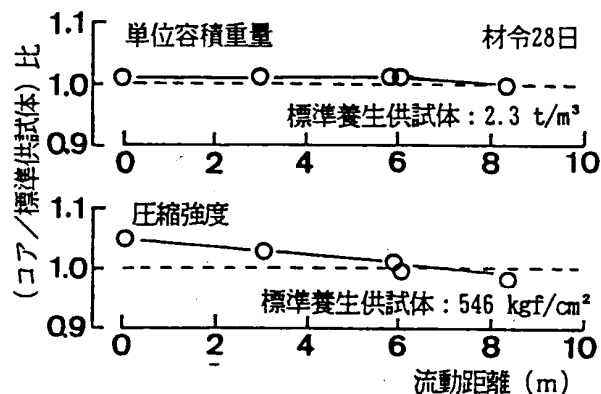 (コア/標準供試体) 比
1.1
単位容積重量
材令28日
1.0
標準養生供試体：2.3 t/m³
0.9
0 2 4 6 8 10
1.1
圧縮強度
1.0
標準養生供試体：546 kgf/cm²
0.9
0 2 4 6 8 10
流動距離 (m)